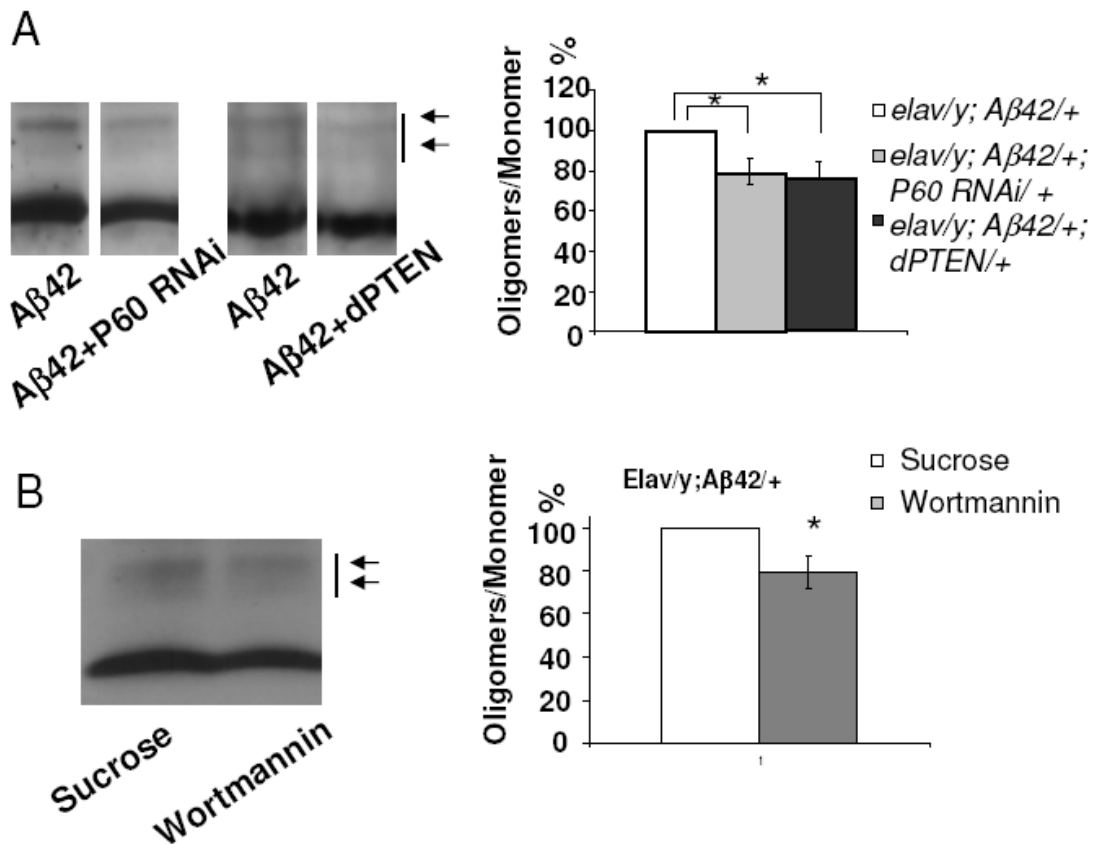 A
Aβ42
Aβ42+P60 RNAi
Aβ42
Aβ42+dPTEN
Oligomers/Monomer %
120
100
80
60
40
20
0
*
*
elav/y; Aβ42/+
elav/y; Aβ42/+;
P60 RNAi/ +
elav/y; Aβ42/+;
dPTEN/+
B
Sucrose
Wortmannin
Oligomers/Monomer %
100
80
60
40
20
0
Elav/y;Aβ42/+
*
Sucrose
Wortmannin